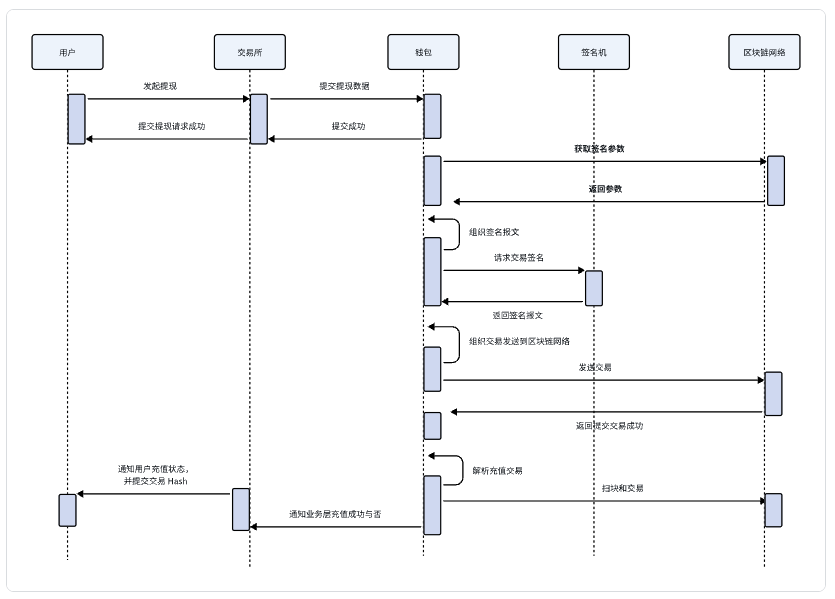 用户
交易所
钱包
签名机
区块链网络
发起提现
提交提现数据
提交提现请求成功
提交成功
获取签名参数
返回参数
组织签名报文
请求交易签名
返回签名报文
组织交易发送到区块链网络
发送交易
返回提交交易成功
解析充值交易
通知用户充值状态，
并提交交易 Hash
扫块和交易
通知业务层充值成功与否